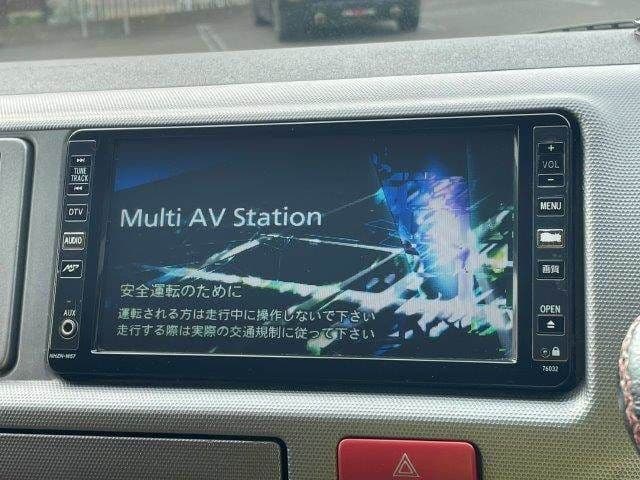 TUNE
TRACK
DTV
AUDIO
AUX
NHZN-W57
Multi AV Station
安全運転のために
運転される方は走行中に操作しないで下さい
走行する際は実際の交通規制に従って下さい
+
VOL
−
MENU
画質
OPEN
76032